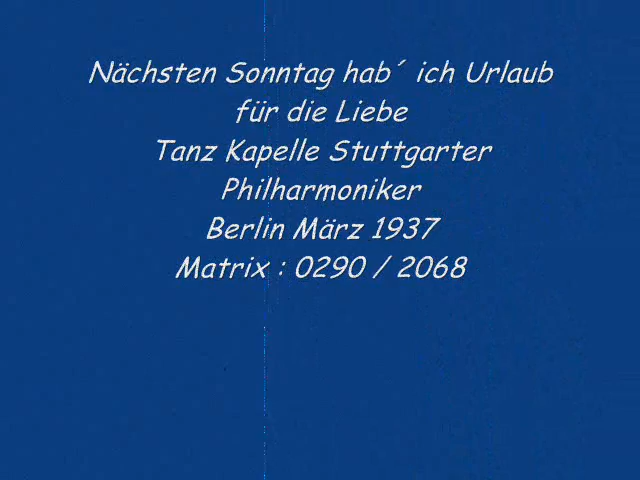 Nächsten Sonntag hab´ ich Urlaub
für die Liebe
Tanz Kapelle Stuttgarter
Philharmoniker
Berlin März 1937
Matrix : 0290 / 2068